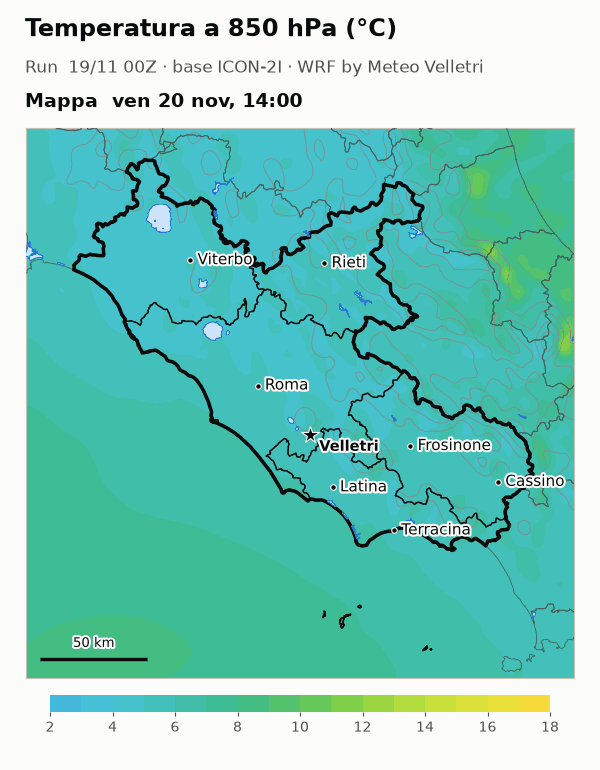 Temperatura a 850 hPa (°C)
Run 19/11 00Z · base ICON-2I · WRF by Meteo Velletri
Mappa ven 20 nov, 14:00
Viterbo
Rieti
Roma
Velletri
Frosinone
Latina
Cassino
Terracina
50 km
2 4 6 8 10 12 14 16 18